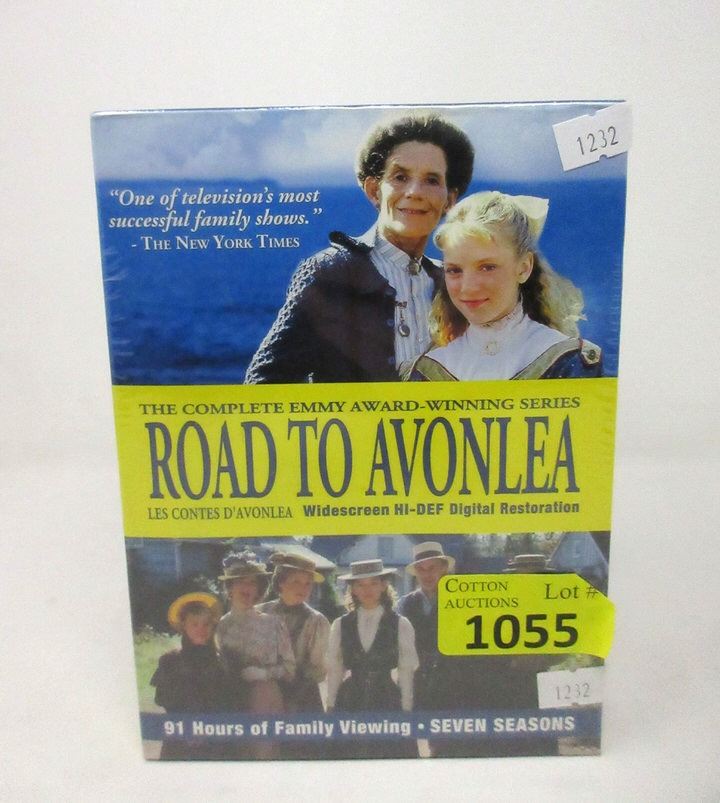 1232
“One of television’s most
successful family shows.”
- THE NEW YORK TIMES
THE COMPLETE EMMY AWARD-WINNING SERIES
ROAD TO AVONLEA
LES CONTES D'AVONLEA Widescreen HI-DEF Digital Restoration
COTTON
AUCTIONS
Lot #
1055
1232
91 Hours of Family Viewing • SEVEN SEASONS